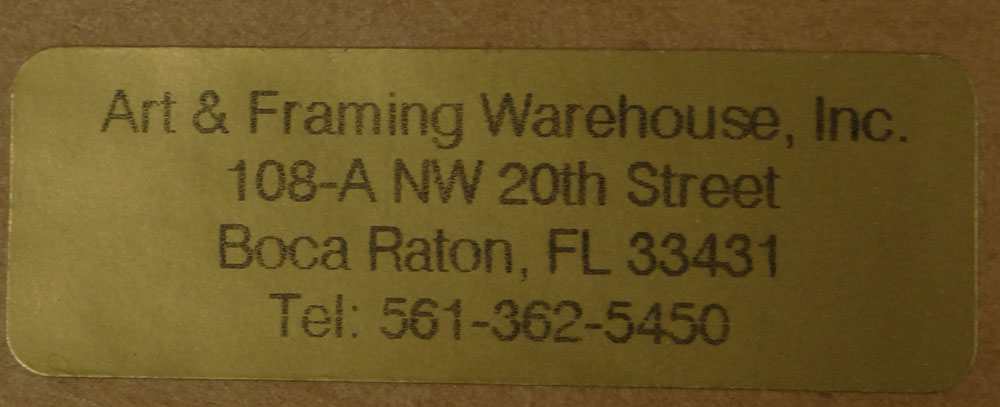 Art & Framing Warehouse, Inc.
108-A NW 20th Street
Boca Raton, FL 33431
Tel: 561-362-5450